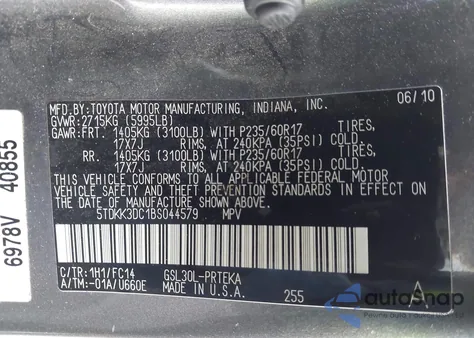 MFD.BY:TOYOTA MOTOR MANUFACTURING, INDIANA, INC.
06/10
GVWR:2715KG (5995LB)
GAWR:FRT. 1405KG (3100LB) WITH P235/60R17 TIRES,
17X7J RIMS, AT 240KPA (35PSI) COLD.
RR. 1405KG (3100LB) WITH P235/60R17 TIRES,
17X7J RIMS, AT 240KPA (35PSI) COLD.
THIS VEHICLE CONFORMS TO ALL APPLICABLE FEDERAL MOTOR
VEHICLE SAFETY AND THEFT PREVENTION STANDARDS IN EFFECT ON
THE DATE OF MANUFACTURE SHOWN ABOVE.
5TDKK3DC1BS044579 MPV
C/TR:1H1/FC14 GSL30L-PRTEKA
A/TM:-01A/U660E MADE IN U.S.A. 255
6978V 40855
autosnap